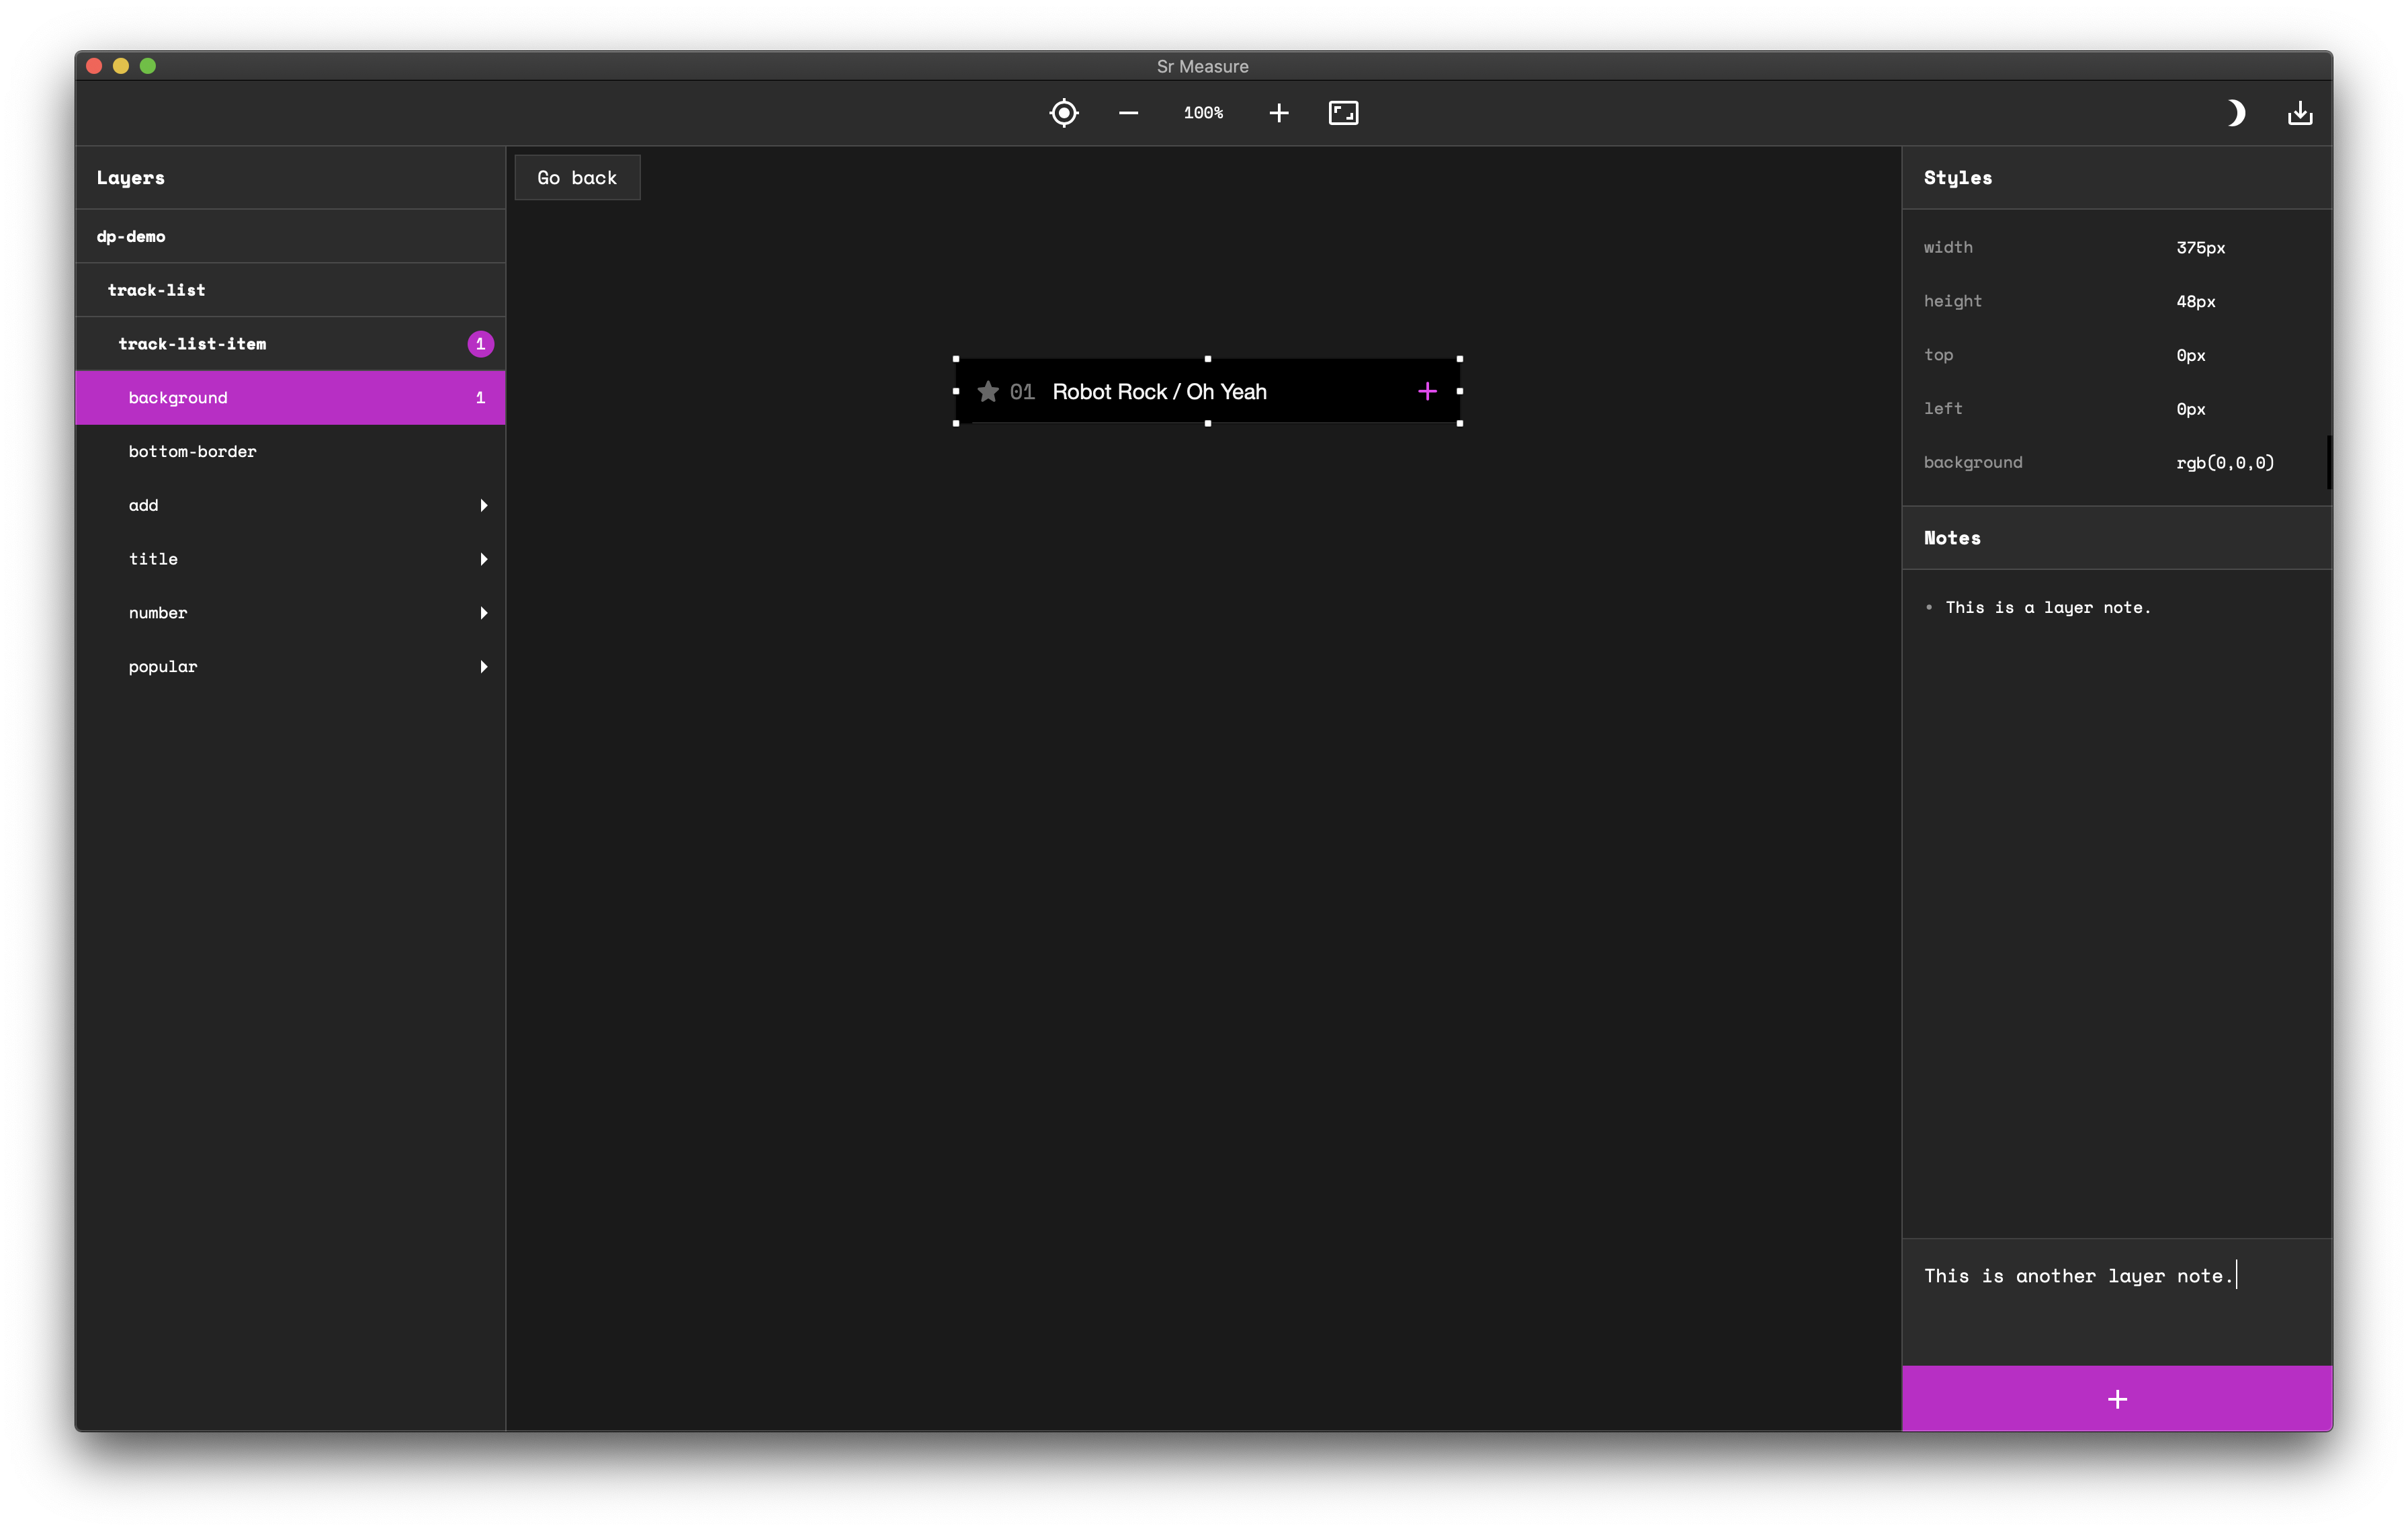 Sr Measure
100%
Layers
dp-demo
track-list
track-list-item 1
background 1
bottom-border
add
title
number
popular
Go back
01 Robot Rock / Oh Yeah
Styles
width 375px
height 48px
top 0px
left 0px
background rgb(0,0,0)
Notes
• This is a layer note.
This is another layer note.